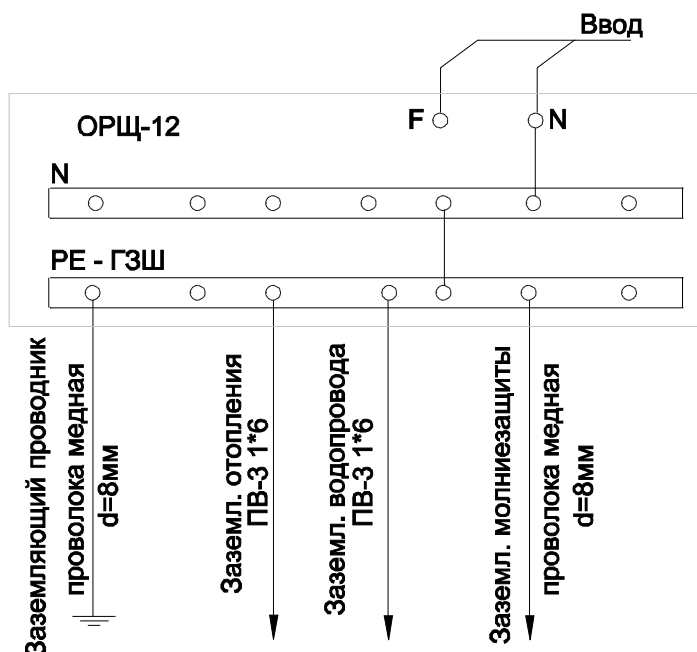 Ввод
ОРЩ-12
F
N
N
PE - ГЗШ
Заземляющий проводник
проволока медная
d=8мм
Заземл. отопления
ПВ-3 1*6
Заземл. водопровода
ПВ-3 1*6
Заземл. молниезащиты
проволока медная
d=8мм